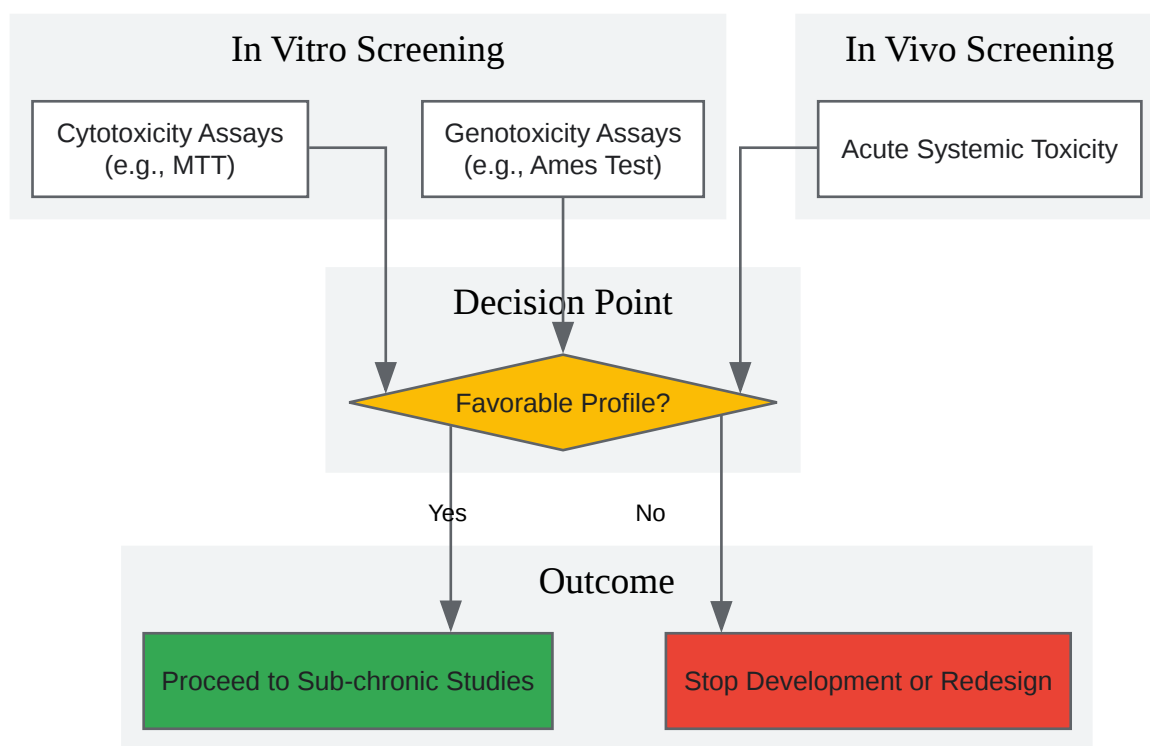 In Vitro Screening
In Vivo Screening
Cytotoxicity Assays
(e.g., MTT)
Genotoxicity Assays
(e.g., Ames Test)
Acute Systemic Toxicity
Decision Point
Favorable Profile?
Yes
No
Outcome
Proceed to Sub-chronic Studies
Stop Development or Redesign